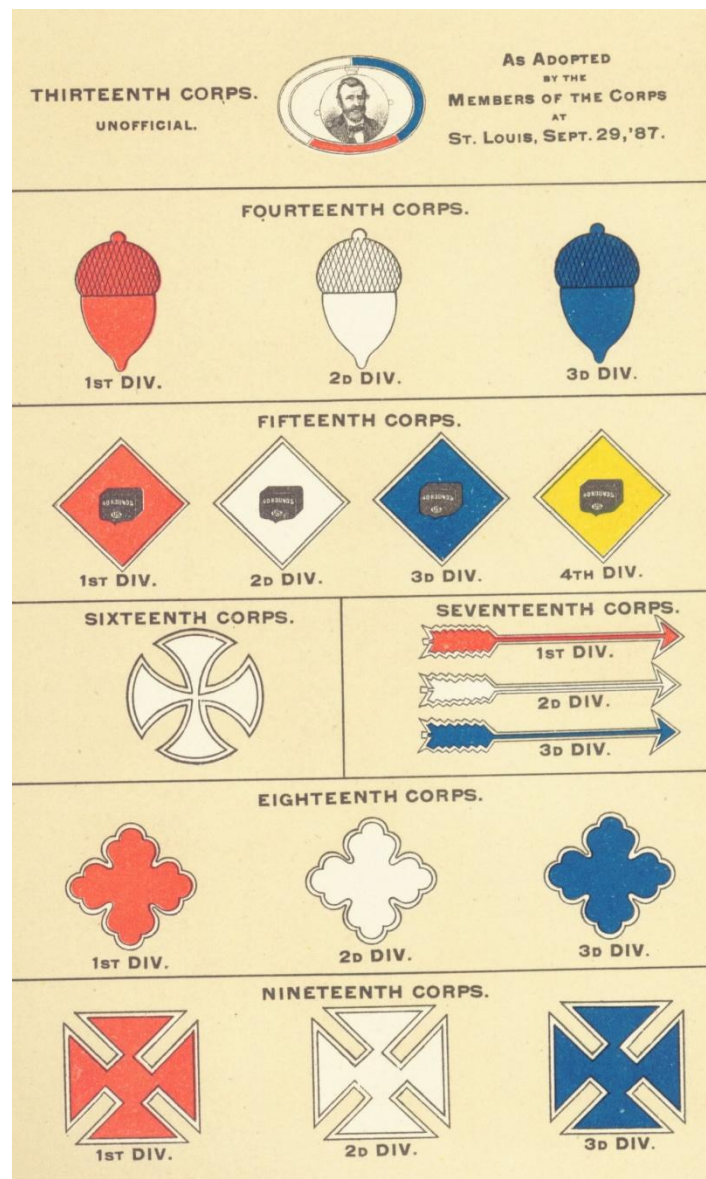 THIRTEENTH CORPS.
UNOFFICIAL.
AS ADOPTED
BY THE
MEMBERS OF THE CORPS
AT
ST. LOUIS, SEPT. 29,'87.
FOURTEENTH CORPS.
1ST DIV. 2D DIV. 3D DIV.
FIFTEENTH CORPS.
1ST DIV. 2D DIV. 3D DIV. 4TH DIV.
SIXTEENTH CORPS.
SEVENTEENTH CORPS.
1ST DIV.
2D DIV.
3D DIV.
EIGHTEENTH CORPS.
1ST DIV. 2D DIV. 3D DIV.
NINETEENTH CORPS.
1ST DIV. 2D DIV. 3D DIV.